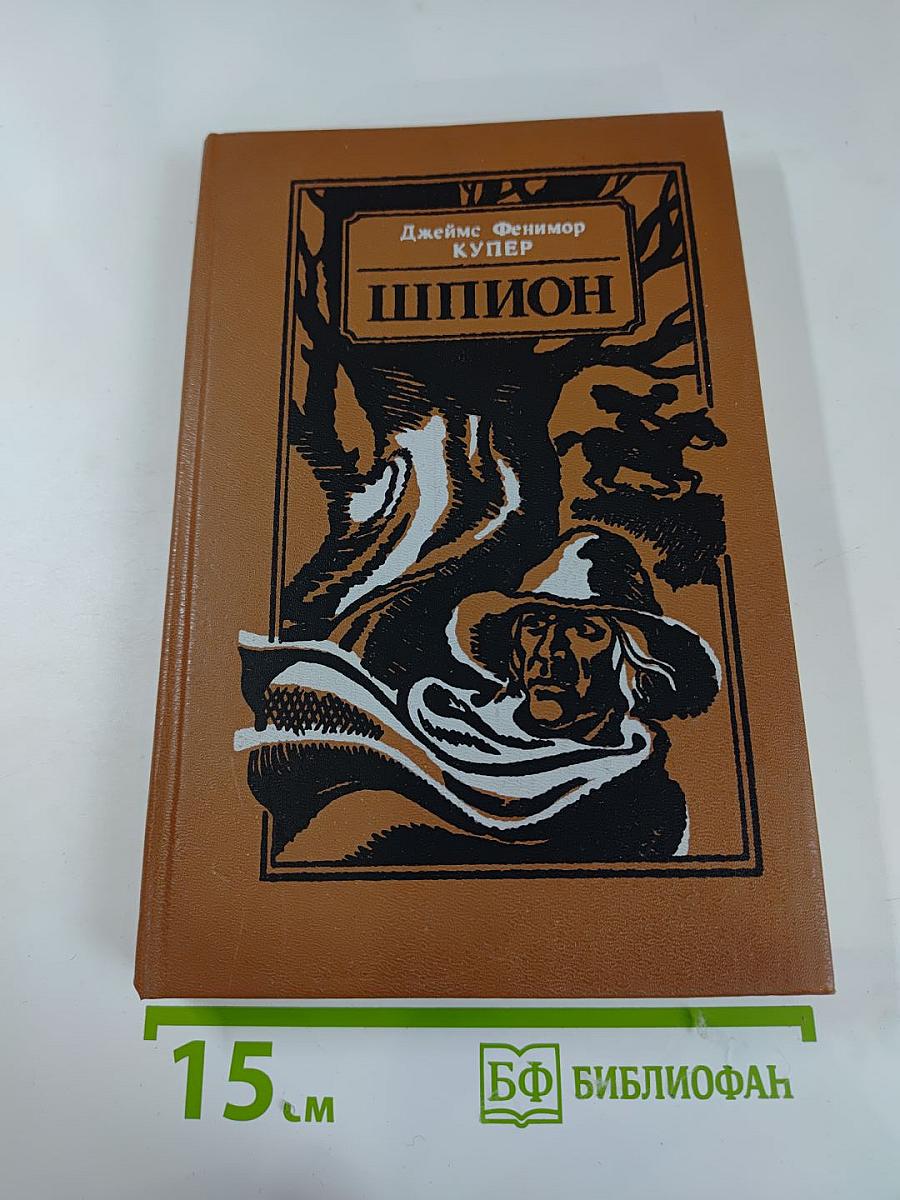 Джеймс Фенимор
КУПЕР
ШПИОН
15 см
БФ БИБЛИОФАН